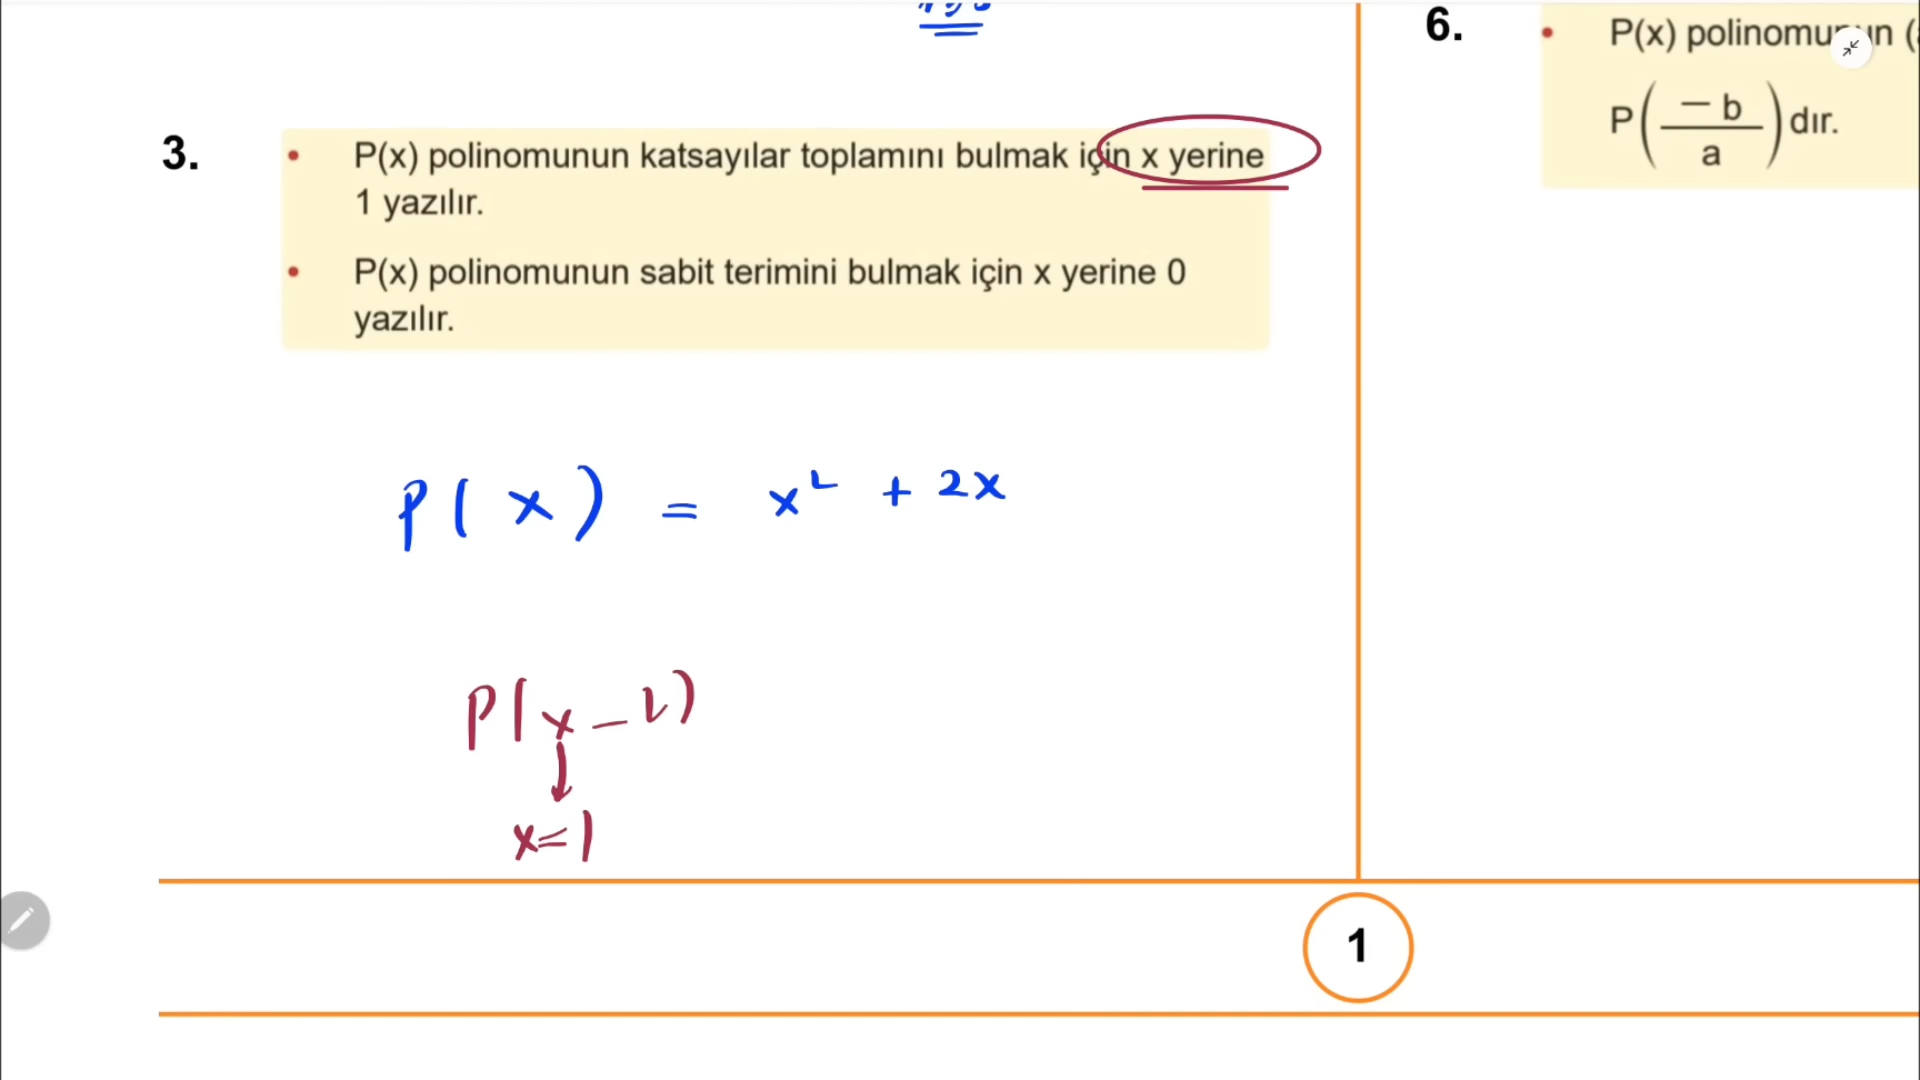 3.
• P(x) polinomunun katsayılar toplamını bulmak için x yerine
1 yazılır.
• P(x) polinomunun sabit terimini bulmak için x yerine 0
yazılır.
P(x) = x² + 2x
P(x-2)
x=1
6.
• P(x)
P(-b/a) dır.
1